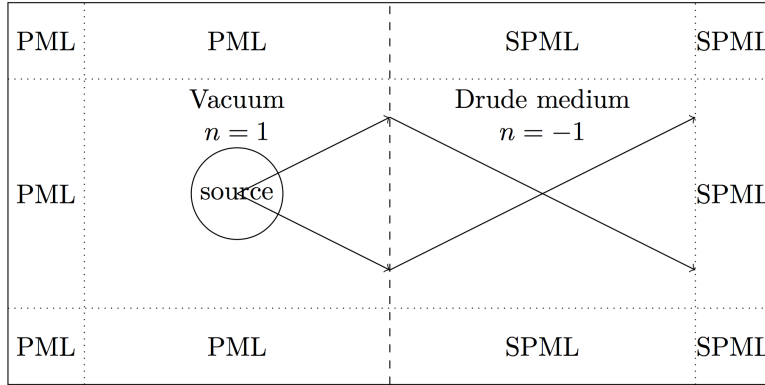 PML PML SPML SPML
Vacuum Drude medium
n = 1 n = −1
PML source SPML
PML PML SPML SPML